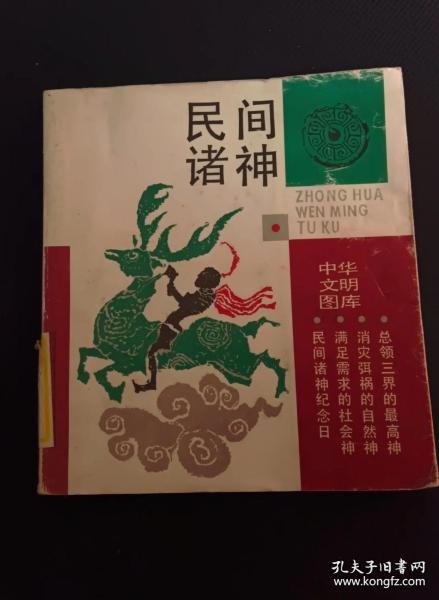 民间
诸神
ZHONG HUA
WEN MING
TU KU
中华
文明
图库
总领三界的最高神
消灾弭祸的自然神
满足需求的社会神
民间诸神纪念日
孔夫子旧书网
www.kongfz.com